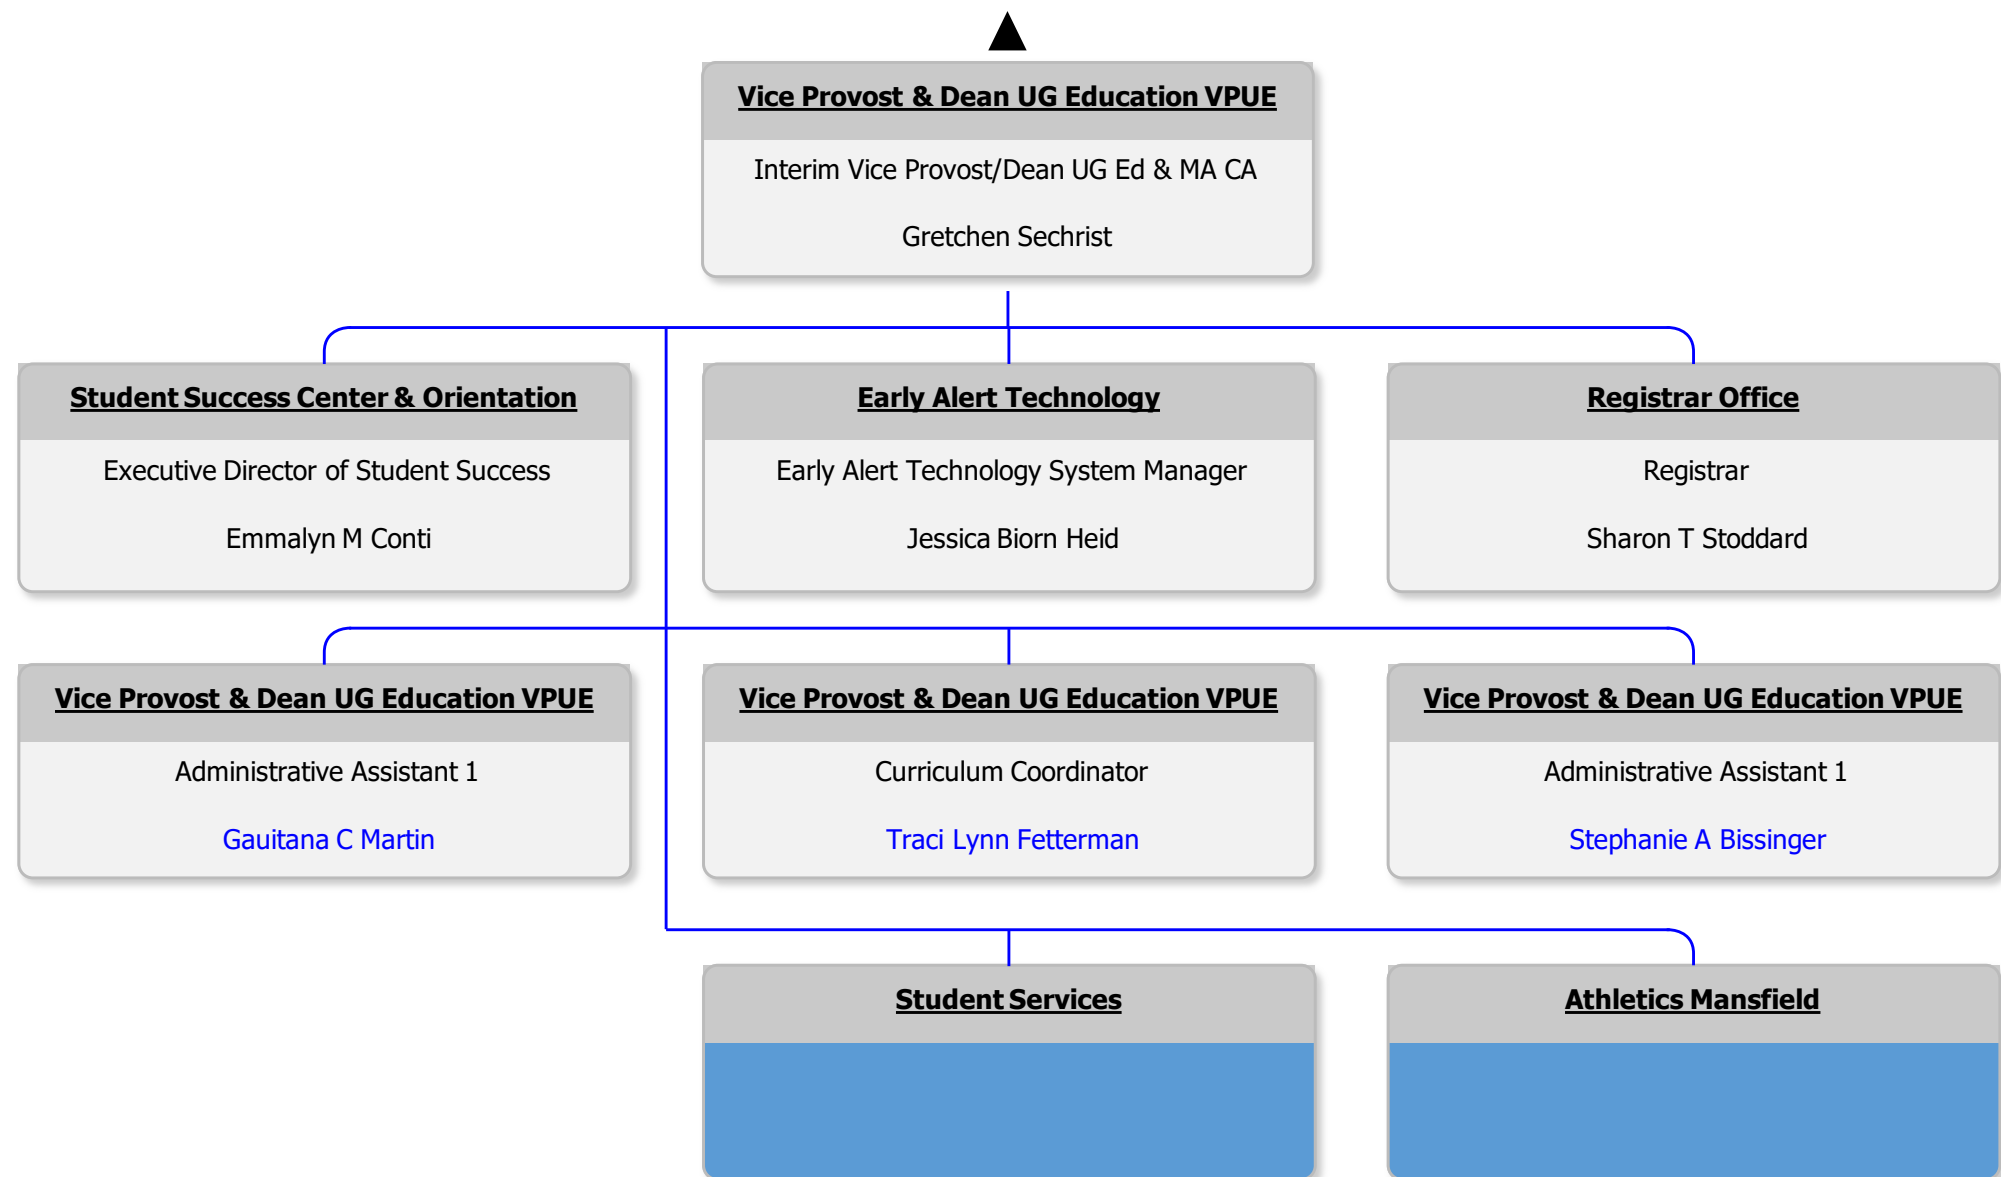 Vice Provost & Dean UG Education VPUE
Interim Vice Provost/Dean UG Ed & MA CA
Gretchen Sechrist
Student Success Center & Orientation
Executive Director of Student Success
Emmalyn M Conti
Early Alert Technology
Early Alert Technology System Manager
Jessica Biorn Heid
Registrar Office
Registrar
Sharon T Stoddard
Vice Provost & Dean UG Education VPUE
Administrative Assistant 1
Gauitana C Martin
Vice Provost & Dean UG Education VPUE
Curriculum Coordinator
Traci Lynn Fetterman
Vice Provost & Dean UG Education VPUE
Administrative Assistant 1
Stephanie A Bissinger
Student Services
Athletics Mansfield